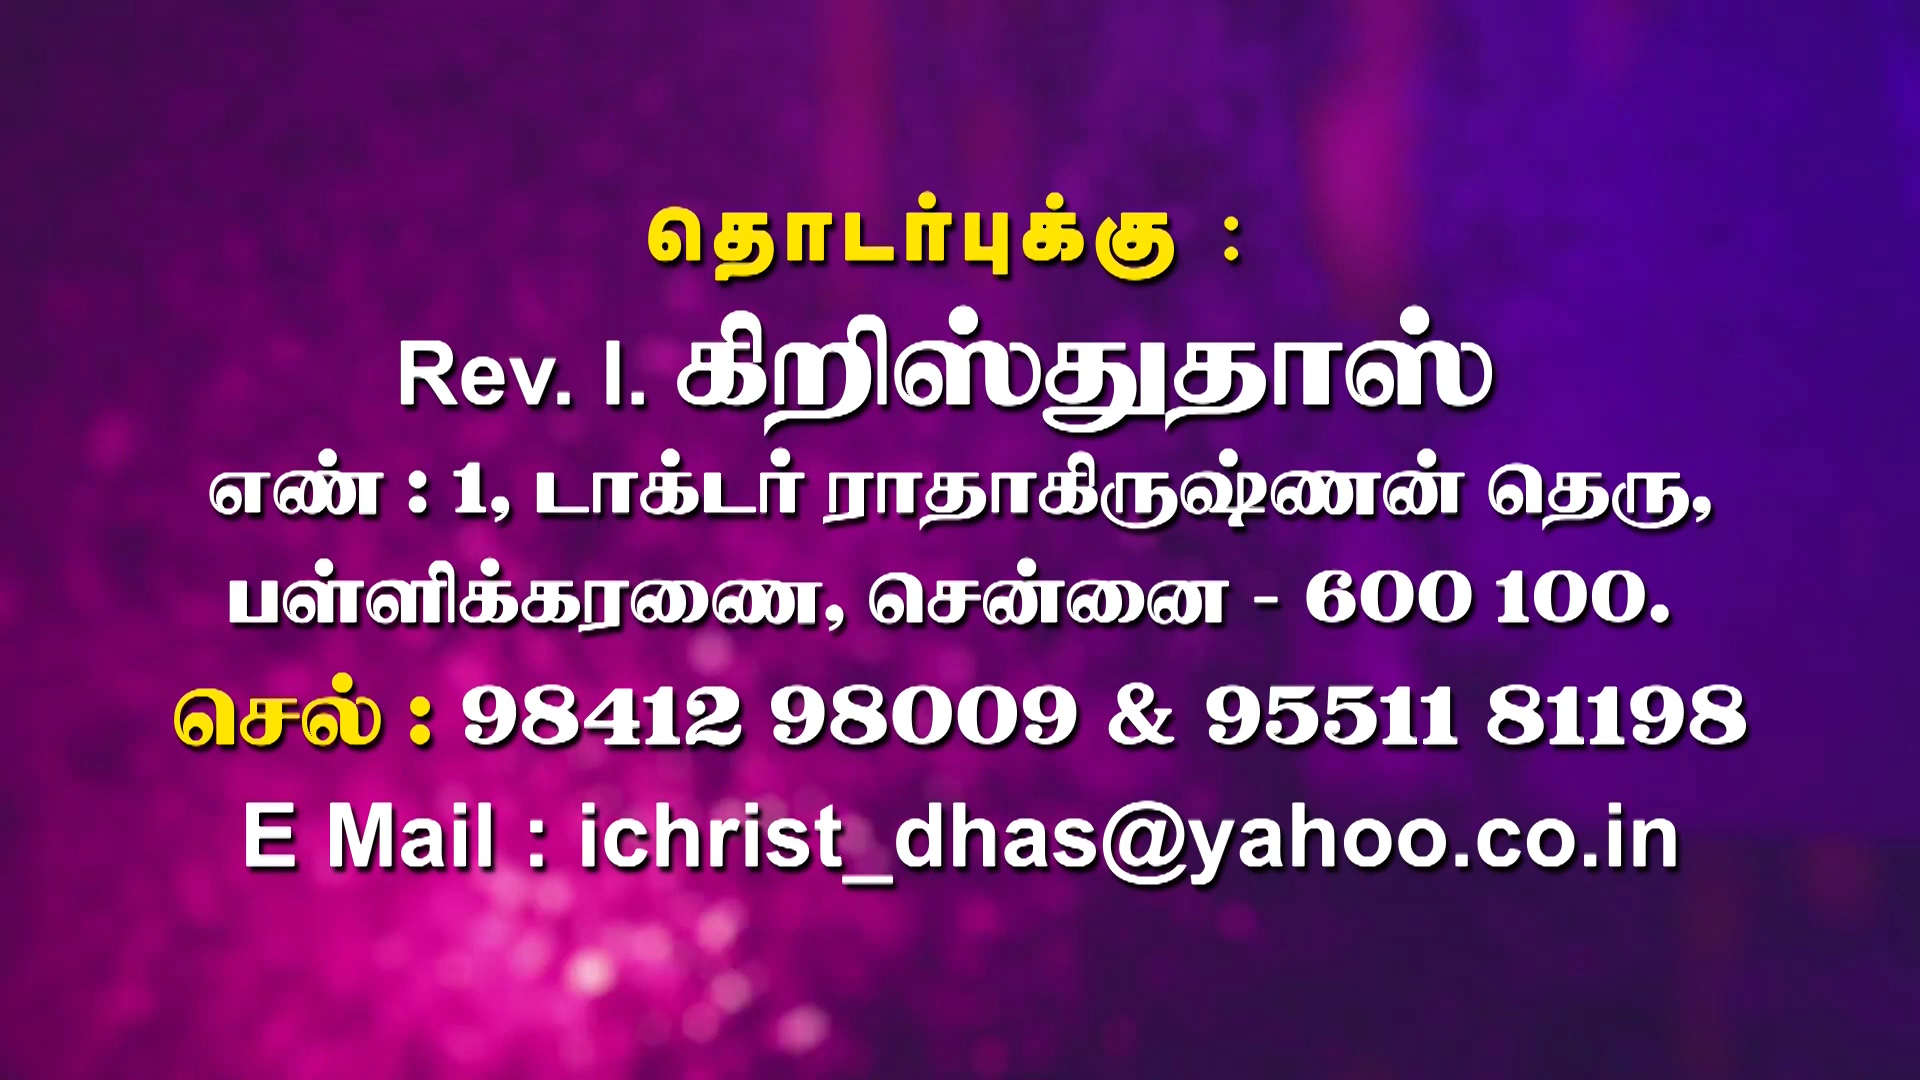 தொடர்புக்கு :
Rev. I. கிறிஸ்துதாஸ்
எண் : 1, டாக்டர் ராதாகிருஷ்ணன் தெரு,
பள்ளிக்கரணை, சென்னை - 600 100.
செல் : 98412 98009 & 95511 81198
E Mail : ichrist_dhas@yahoo.co.in